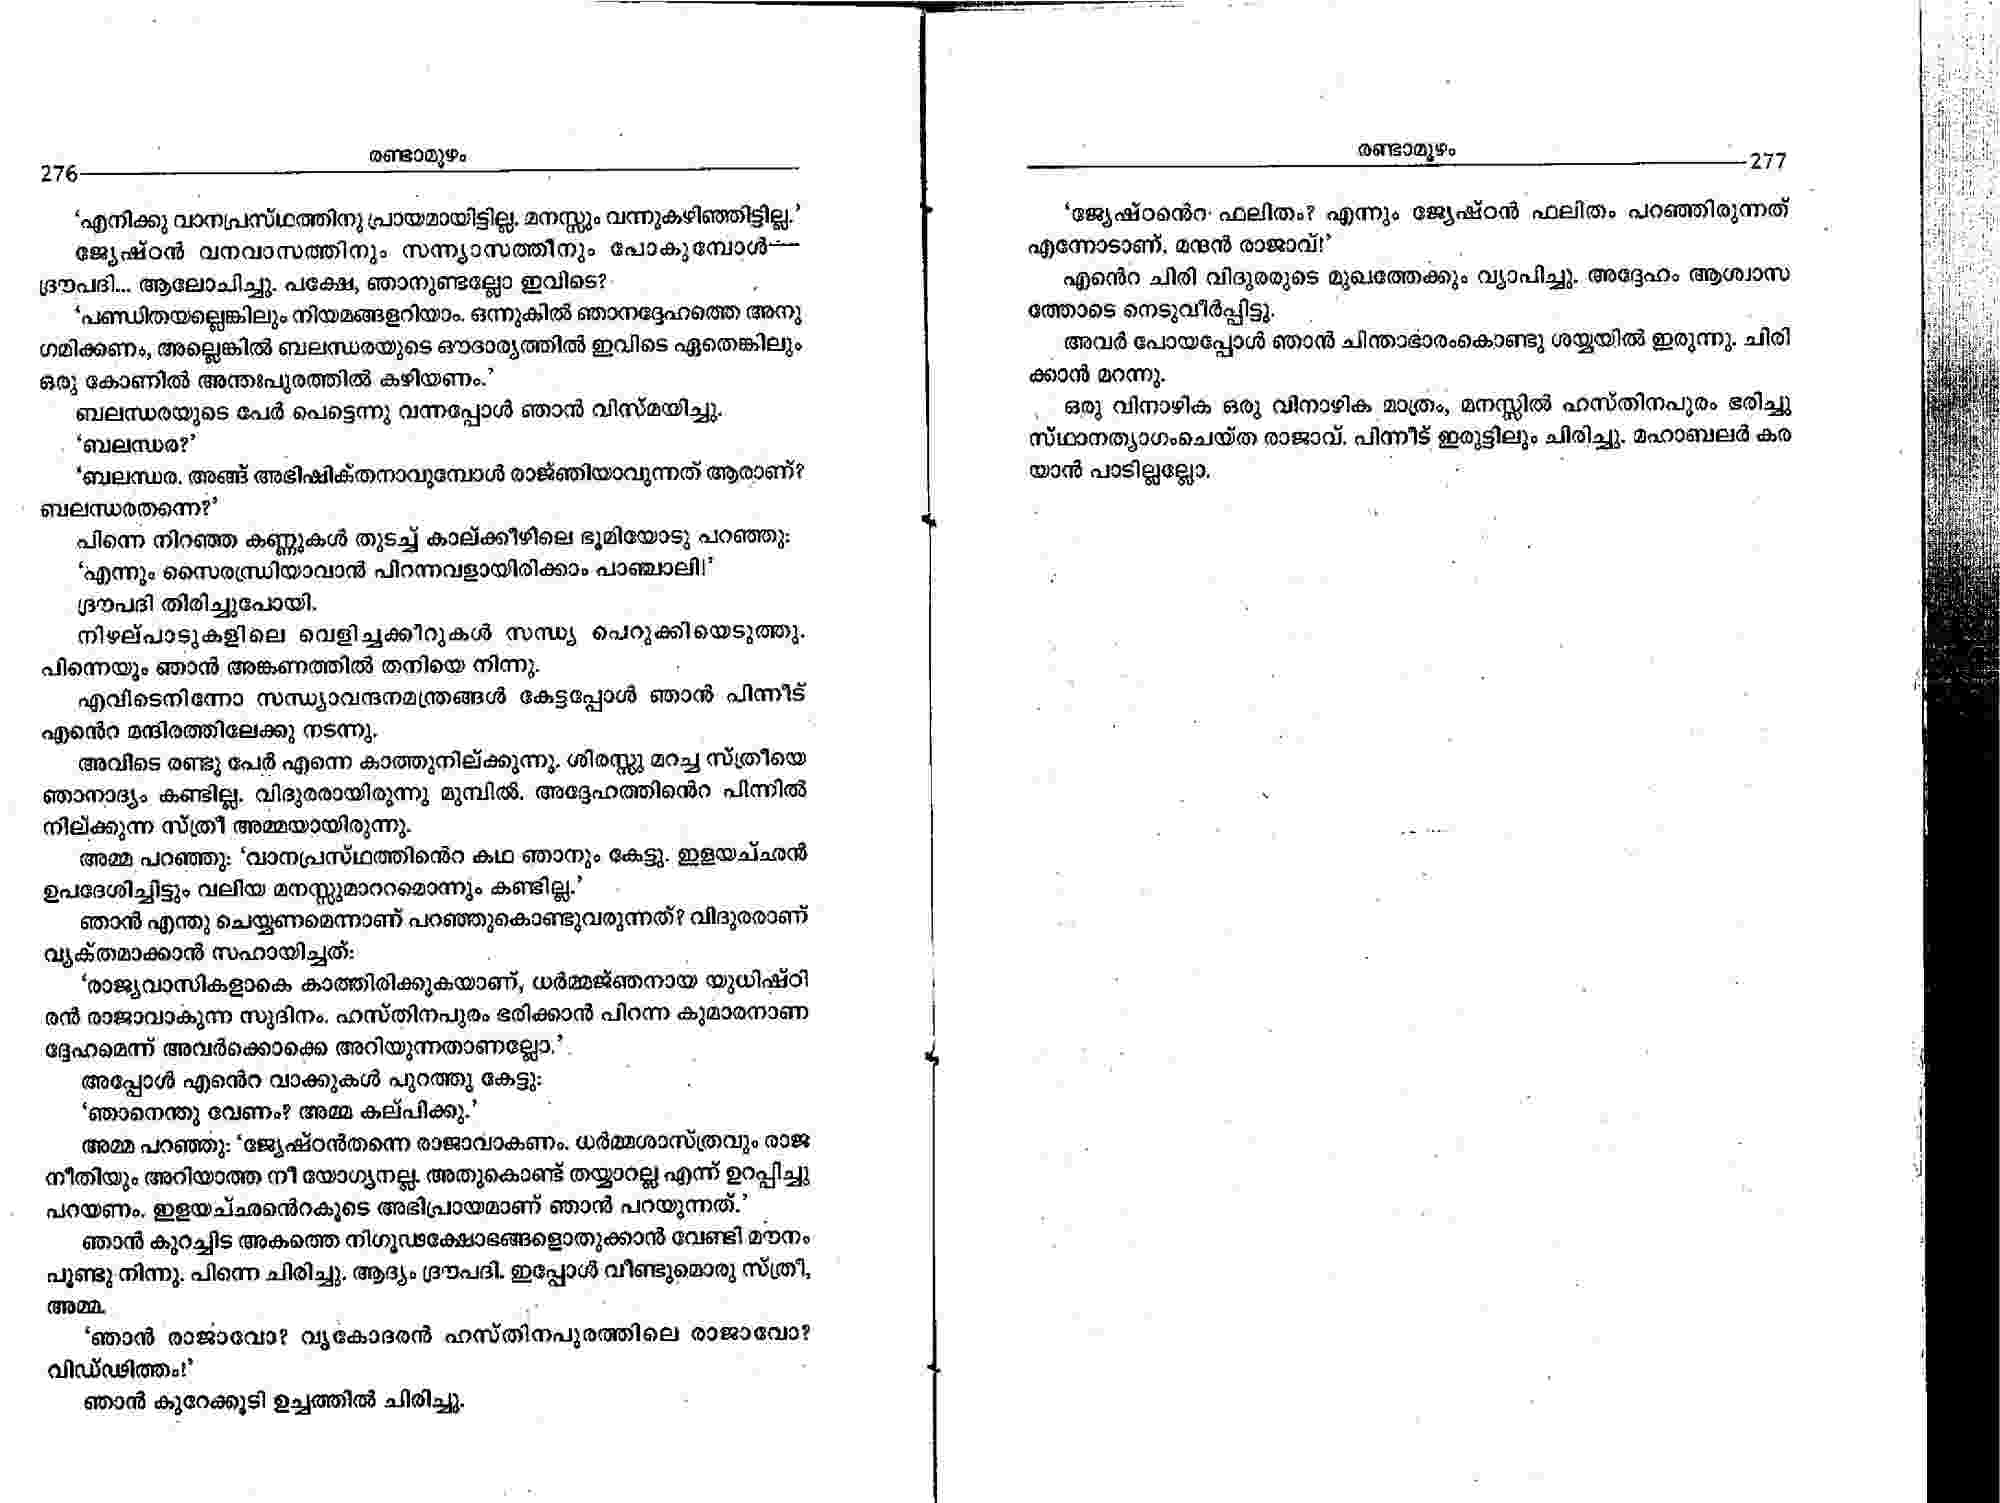 രണ്ടാമൂഴം
276
‘എനിക്കു വാനപ്രസ്ഥത്തിനു പ്രായമായിട്ടില്ല. മനസ്സും വന്നുകഴിഞ്ഞിട്ടില്ല.’
ജ്യേഷ്ഠൻ വനവാസത്തിനും സന്ന്യാസത്തിനും പോകുമ്പോൾ—
ദ്രൗപദി... ആലോചിച്ചു. പക്ഷേ, ഞാനുണ്ടല്ലോ ഇവിടെ?
‘പണ്ഡിതയല്ലെങ്കിലും നിയമങ്ങളറിയാം. ഒന്നുകിൽ ഞാനദ്ദേഹത്തെ അനു
ഗമിക്കണം, അല്ലെങ്കിൽ ബലന്ധരയുടെ ഔദാര്യത്തിൽ ഇവിടെ ഏതെങ്കിലും
ഒരു കോണിൽ അന്തഃപുരത്തിൽ കഴിയണം.’
ബലന്ധരയുടെ പേർ പെട്ടെന്നു വന്നപ്പോൾ ഞാൻ വിസ്മയിച്ചു.
‘ബലന്ധര?’
‘ബലന്ധര. അങ്ങ് അഭിഷിക്തനാവുമ്പോൾ രാജ്ഞിയാവുന്നത് ആരാണ്?
ബലന്ധരതന്നെ?’
പിന്നെ നിറഞ്ഞ കണ്ണുകൾ തുടച്ച് കാല്ക്കീഴിലെ ഭൂമിയോടു പറഞ്ഞു:
‘എന്നും സൈരന്ധ്രിയാവാൻ പിറന്നവളായിരിക്കാം പാഞ്ചാലി!’
ദ്രൗപദി തിരിച്ചുപോയി.
നിഴല്പാടുകളിലെ വെളിച്ചക്കീറുകൾ സന്ധ്യ പെറുക്കിയെടുത്തു.
പിന്നെയും ഞാൻ അങ്കണത്തിൽ തനിയെ നിന്നു.
എവിടെനിന്നോ സന്ധ്യാവന്ദനമന്ത്രങ്ങൾ കേട്ടപ്പോൾ ഞാൻ പിന്നീട്
എന്റെ മന്ദിരത്തിലേക്കു നടന്നു.
അവിടെ രണ്ടു പേർ എന്നെ കാത്തുനില്ക്കുന്നു. ശിരസ്സു മറച്ച സ്ത്രീയെ
ഞാനാദ്യം കണ്ടില്ല. വിദുരരായിരുന്നു മുമ്പിൽ. അദ്ദേഹത്തിന്റെ പിന്നിൽ
നില്ക്കുന്ന സ്ത്രീ അമ്മയായിരുന്നു.
അമ്മ പറഞ്ഞു: ‘വാനപ്രസ്ഥത്തിന്റെ കഥ ഞാനും കേട്ടു. ഇളയച്ഛൻ
ഉപദേശിച്ചിട്ടും വലിയ മനസ്സുമാററമൊന്നും കണ്ടില്ല.’
ഞാൻ എന്തു ചെയ്യണമെന്നാണ് പറഞ്ഞുകൊണ്ടുവരുന്നത്? വിദുരരാണ്
വ്യക്തമാക്കാൻ സഹായിച്ചത്:
‘രാജ്യവാസികളാകെ കാത്തിരിക്കുകയാണ്, ധർമ്മജ്ഞനായ യുധിഷ്ഠി
രൻ രാജാവാകുന്ന സുദിനം. ഹസ്തിനപുരം ഭരിക്കാൻ പിറന്ന കുമാരനാണ
ദ്ദേഹമെന്ന് അവർക്കൊക്കെ അറിയുന്നതാണല്ലോ.’
അപ്പോൾ എന്റെ വാക്കുകൾ പുറത്തു കേട്ടു:
‘ഞാനെന്തു വേണം? അമ്മ കല്പിക്കു.’
അമ്മ പറഞ്ഞു: ‘ജ്യേഷ്ഠൻതന്നെ രാജാവാകണം. ധർമ്മശാസ്ത്രവും രാജ
നീതിയും അറിയാത്ത നീ യോഗ്യനല്ല. അതുകൊണ്ട് തയ്യാറല്ല എന്ന് ഉറപ്പിച്ചു
പറയണം. ഇളയച്ഛന്റെകൂടെ അഭിപ്രായമാണ് ഞാൻ പറയുന്നത്.’
ഞാൻ കുറച്ചിട അകത്തെ നിഗൂഢക്ഷോഭങ്ങളൊതുക്കാൻ വേണ്ടി മൗനം
പൂണ്ടു നിന്നു. പിന്നെ ചിരിച്ചു. ആദ്യം ദ്രൗപദി. ഇപ്പോൾ വീണ്ടുമൊരു സ്ത്രീ,
അമ്മ.
‘ഞാൻ രാജാവോ? വൃകോദരൻ ഹസ്തിനപുരത്തിലെ രാജാവോ?
വിഡ്ഢിത്തം!’
ഞാൻ കുറേക്കൂടി ഉച്ചത്തിൽ ചിരിച്ചു.
രണ്ടാമൂഴം
277
‘ജ്യേഷ്ഠന്റെ ഫലിതം? എന്നും ജ്യേഷ്ഠൻ ഫലിതം പറഞ്ഞിരുന്നത്
എന്നോടാണ്. മന്ദൻ രാജാവ്!’
എന്റെ ചിരി വിദുരരുടെ മുഖത്തേക്കും വ്യാപിച്ചു. അദ്ദേഹം ആശ്വാസ
ത്തോടെ നെടുവീർപ്പിട്ടു.
അവർ പോയപ്പോൾ ഞാൻ ചിന്താഭാരംകൊണ്ടു ശയ്യയിൽ ഇരുന്നു. ചിരി
ക്കാൻ മറന്നു.
ഒരു വിനാഴിക ഒരു വിനാഴിക മാത്രം, മനസ്സിൽ ഹസ്തിനപുരം ഭരിച്ചു
സ്ഥാനത്യാഗംചെയ്ത രാജാവ്. പിന്നീട് ഇരുട്ടിലും ചിരിച്ചു. മഹാബലർ കര
യാൻ പാടില്ലല്ലോ.